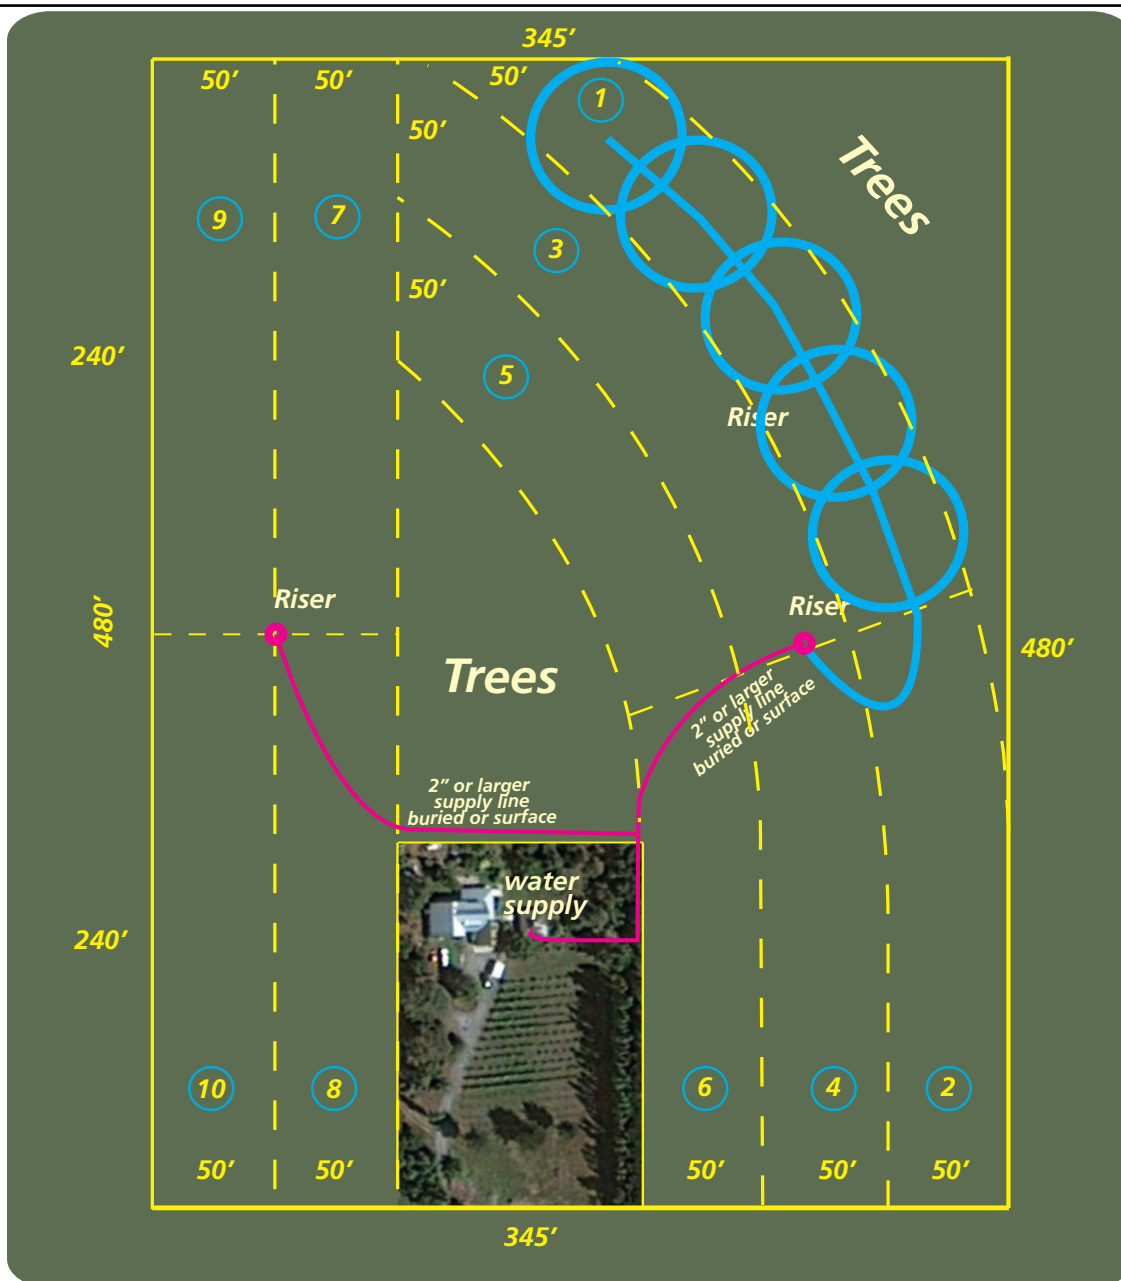 345’
50’
50’
50’
1
50’
Trees
9
7
3
50’
240’
5
Riser
Riser
Riser
480’
480’
Trees
2” or larger
supply line
buried or surface
2” or larger
supply line
buried or surface
water
supply
240’
10
8
6
4
2
50’
50’
50’
50’
50’
345’